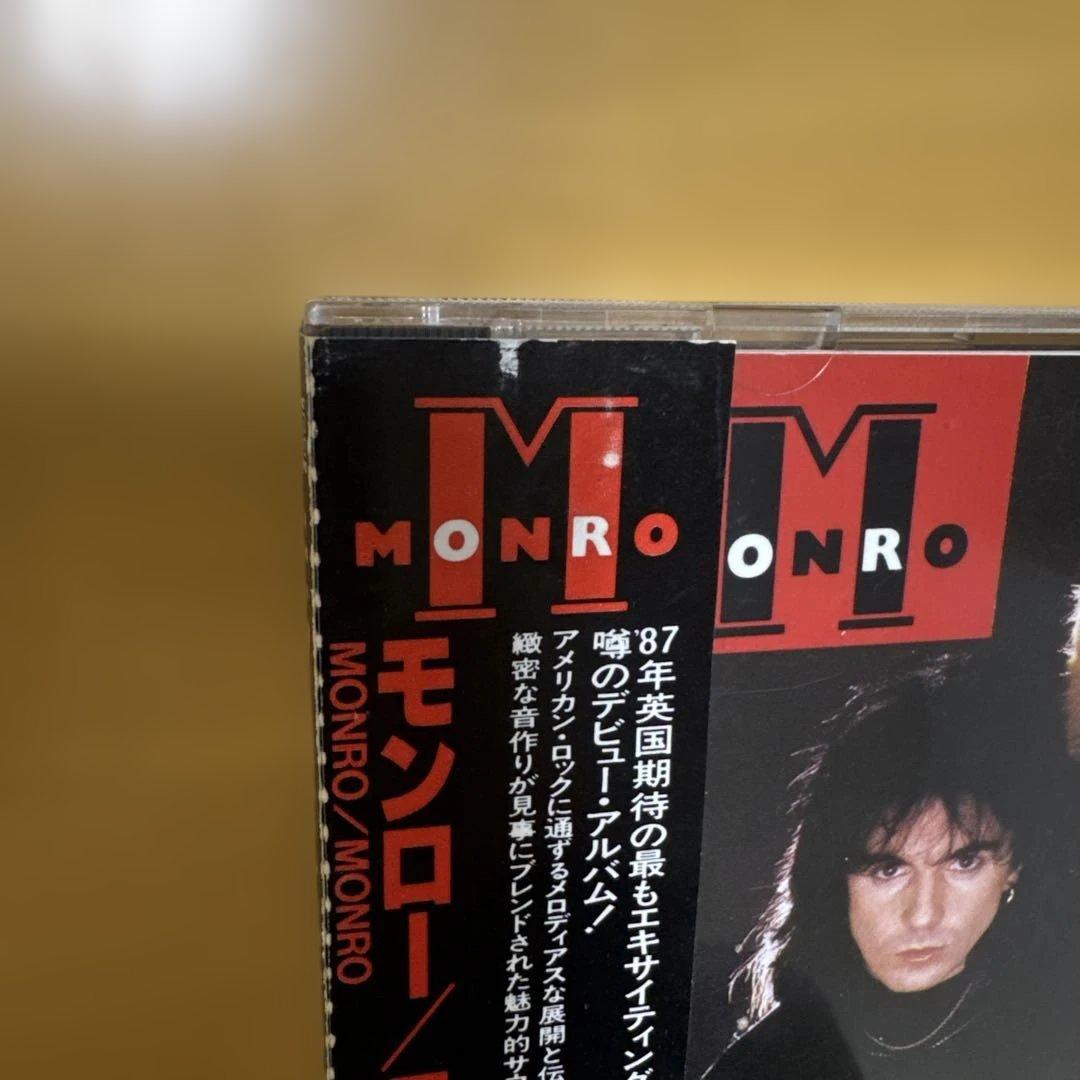 MONRO
ONRO
'87年英国期待の最もエキサイティング
噂のデビュー・アルバム!
アメリカン・ロックに通ずるメロディアスな展開と伝
緻密な音作りが見事にブレンドされた魅力的サウ
モンロー/
MONRO/MONRO